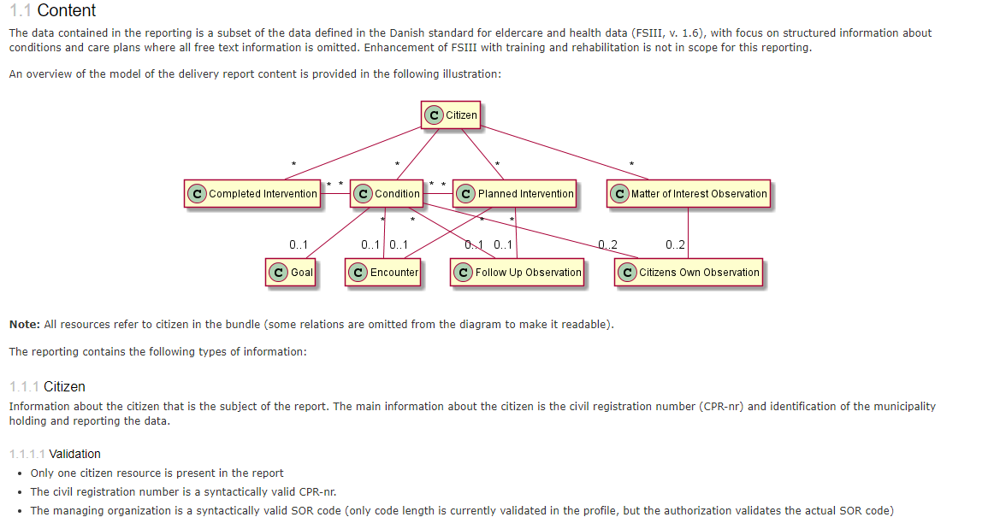 1.1 Content
The data contained in the reporting is a subset of the data defined in the Danish standard for eldercare and health data (FSIII, v. 1.6), with focus on structured information about
conditions and care plans where all free text information is omitted. Enhancement of FSIII with training and rehabilitation is not in scope for this reporting.
An overview of the model of the delivery report content is provided in the following illustration:
C Citizen
* * * *
* * * *
C Completed Intervention C Condition C Planned Intervention C Matter of Interest Observation
* * * *
0..1 0..1 0..1 0..1 0..1 0..2 0..2
C Goal C Encounter C Follow Up Observation C Citizens Own Observation
Note: All resources refer to citizen in the bundle (some relations are omitted from the diagram to make it readable).
The reporting contains the following types of information:
1.1.1 Citizen
Information about the citizen that is the subject of the report. The main information about the citizen is the civil registration number (CPR-nr) and identification of the municipality
holding and reporting the data.
1.1.1.1 Validation
• Only one citizen resource is present in the report
• The civil registration number is a syntactically valid CPR-nr.
• The managing organization is a syntactically valid SOR code (only code length is currently validated in the profile, but the authorization validates the actual SOR code)